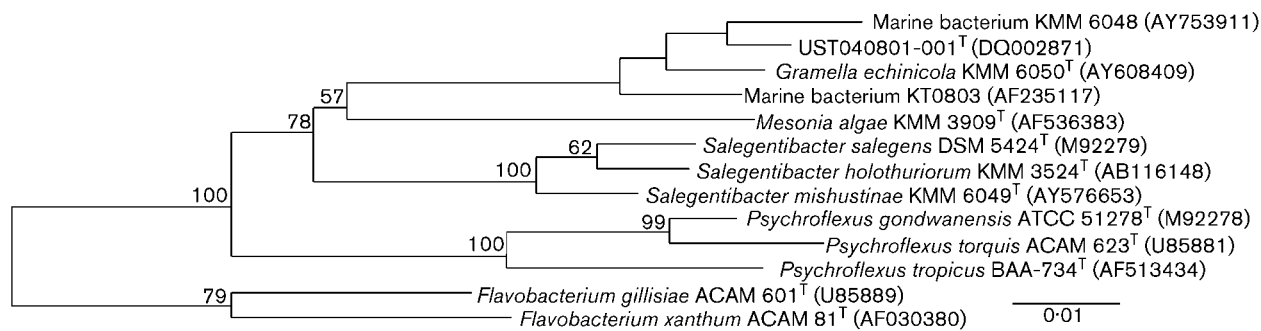 Marine bacterium KMM 6048 (AY753911)
UST040801-001ᵀ (DQ002871)
Gramella echinicola KMM 6050ᵀ (AY608409)
Marine bacterium KT0803 (AF235117)
57
Mesonia algae KMM 3909ᵀ (AF536383)
78
Salegentibacter salegens DSM 5424ᵀ (M92279)
62
Salegentibacter holothuriorum KMM 3524ᵀ (AB116148)
100
Salegentibacter mishustinae KMM 6049ᵀ (AY576653)
100
Psychroflexus gondwanensis ATCC 51278ᵀ (M92278)
99
Psychroflexus torquis ACAM 623ᵀ (U85881)
100
Psychroflexus tropicus BAA-734ᵀ (AF513434)
79
Flavobacterium gillisiae ACAM 601ᵀ (U85889)
Flavobacterium xanthum ACAM 81ᵀ (AF030380)
0·01